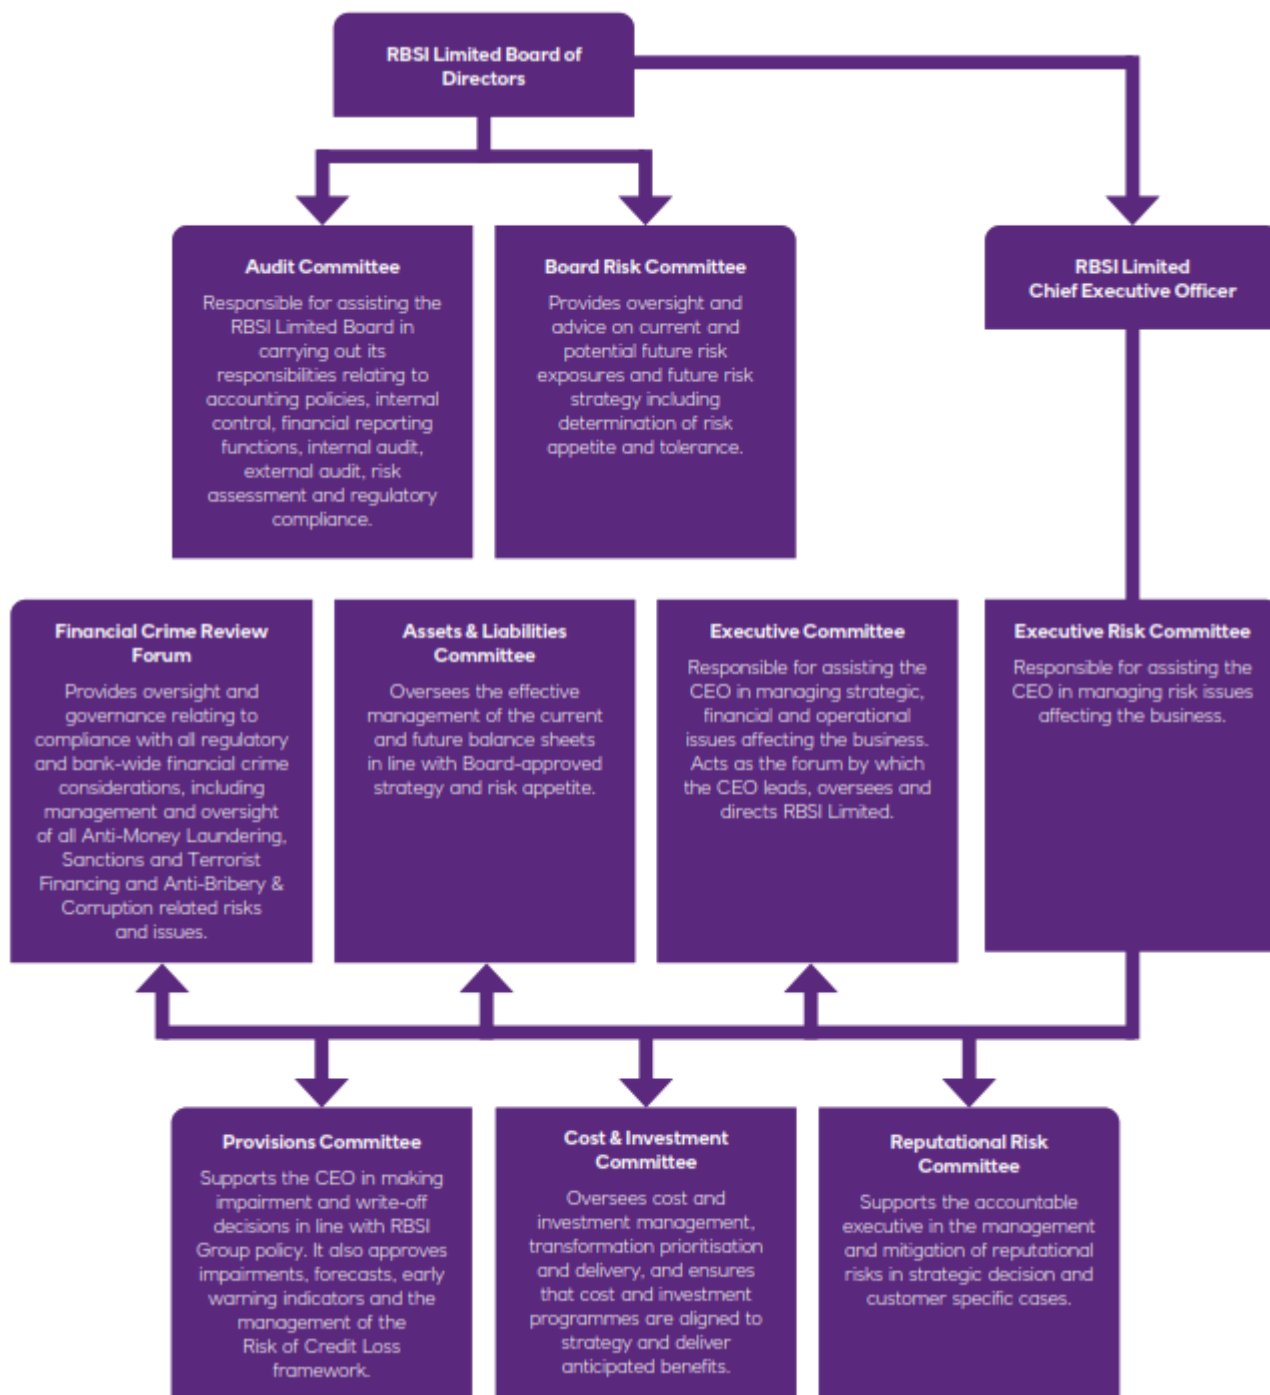 RBSI Limited Board of
Directors
Audit Committee
Responsible for assisting the
RBSI Limited Board in
carrying out its
responsibilities relating to
accounting policies, internal
control, financial reporting
functions, internal audit,
external audit, risk
assessment and regulatory
compliance.
Board Risk Committee
Provides oversight and
advice on current and
potential future risk
exposures and future risk
strategy including
determination of risk
appetite and tolerance.
RBSI Limited
Chief Executive Officer
Financial Crime Review
Forum
Provides oversight and
governance relating to
compliance with all regulatory
and bank-wide financial crime
considerations, including
management and oversight
of all Anti-Money Laundering,
Sanctions and Terrorist
Financing and Anti-Bribery &
Corruption related risks
and issues.
Assets & Liabilities
Committee
Oversees the effective
management of the current
and future balance sheets
in line with Board-approved
strategy and risk appetite.
Executive Committee
Responsible for assisting the
CEO in managing strategic,
financial and operational
issues affecting the business.
Acts as the forum by which
the CEO leads, oversees and
directs RBSI Limited.
Executive Risk Committee
Responsible for assisting the
CEO in managing risk issues
affecting the business.
Provisions Committee
Supports the CEO in making
impairment and write-off
decisions in line with RBSI
Group policy. It also approves
impairments, forecasts, early
warning indicators and the
management of the
Risk of Credit Loss
framework.
Cost & Investment
Committee
Oversees cost and
investment management,
transformation prioritisation
and delivery, and ensures
that cost and investment
programmes are aligned to
strategy and deliver
anticipated benefits.
Reputational Risk
Committee
Supports the accountable
executive in the management
and mitigation of reputational
risks in strategic decision and
customer specific cases.